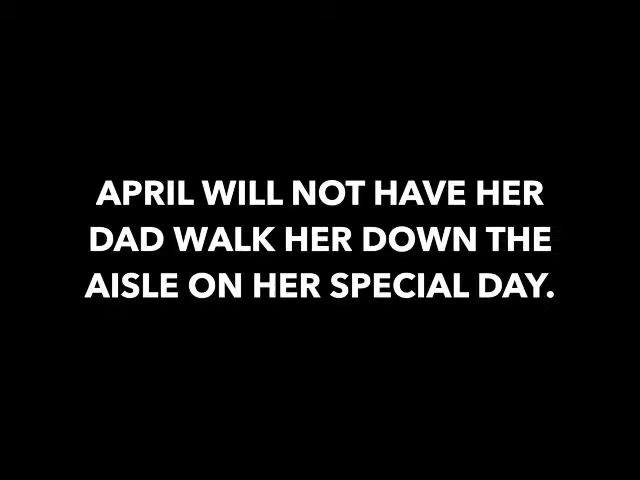 APRIL WILL NOT HAVE HER
DAD WALK HER DOWN THE
AISLE ON HER SPECIAL DAY.